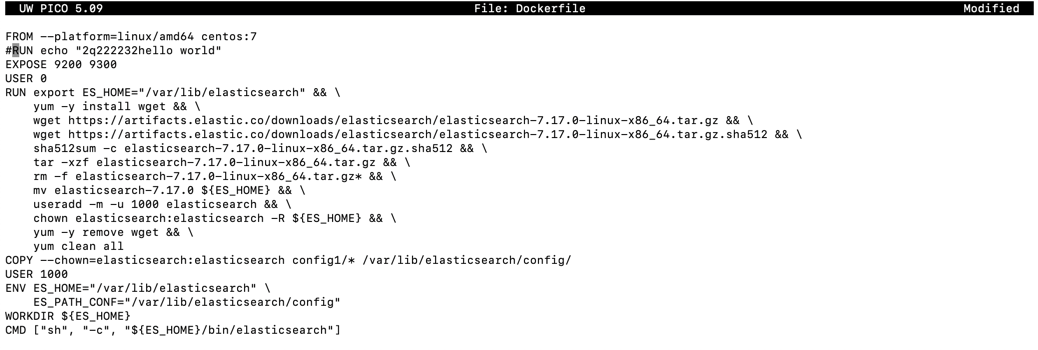 UW PICO 5.09 File: Dockerfile Modified
FROM --platform=linux/amd64 centos:7
#RUN echo "2q222232hello world"
EXPOSE 9200 9300
USER 0
RUN export ES_HOME="/var/lib/elasticsearch" && \
    yum -y install wget && \
    wget https://artifacts.elastic.co/downloads/elasticsearch/elasticsearch-7.17.0-linux-x86_64.tar.gz && \
    wget https://artifacts.elastic.co/downloads/elasticsearch/elasticsearch-7.17.0-linux-x86_64.tar.gz.sha512 && \
    sha512sum -c elasticsearch-7.17.0-linux-x86_64.tar.gz.sha512 && \
    tar -xzf elasticsearch-7.17.0-linux-x86_64.tar.gz && \
    rm -f elasticsearch-7.17.0-linux-x86_64.tar.gz* && \
    mv elasticsearch-7.17.0 ${ES_HOME} && \
    useradd -m -u 1000 elasticsearch && \
    chown elasticsearch:elasticsearch -R ${ES_HOME} && \
    yum -y remove wget && \
    yum clean all
COPY --chown=elasticsearch:elasticsearch config1/* /var/lib/elasticsearch/config/
USER 1000
ENV ES_HOME="/var/lib/elasticsearch" \
    ES_PATH_CONF="/var/lib/elasticsearch/config"
WORKDIR ${ES_HOME}
CMD ["sh", "-c", "${ES_HOME}/bin/elasticsearch"]